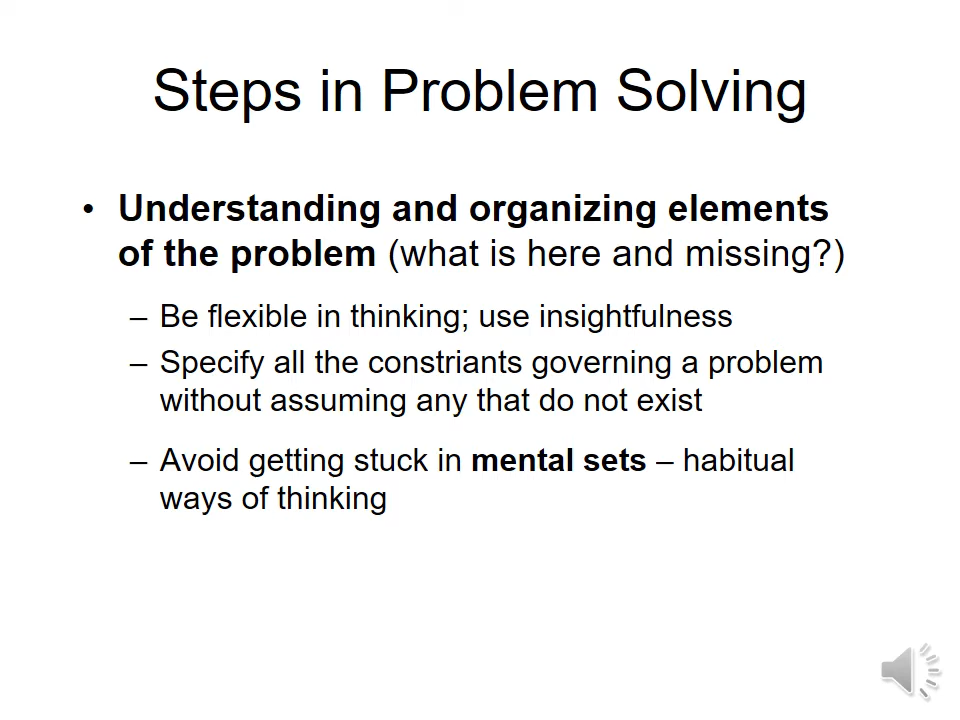 Steps in Problem Solving
• Understanding and organizing elements
of the problem (what is here and missing?)
– Be flexible in thinking; use insightfulness
– Specify all the constriants governing a problem
without assuming any that do not exist
– Avoid getting stuck in mental sets – habitual
ways of thinking